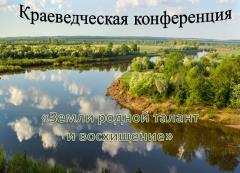 Краеведческая конференция
«Земли родной талант
и восхищение»